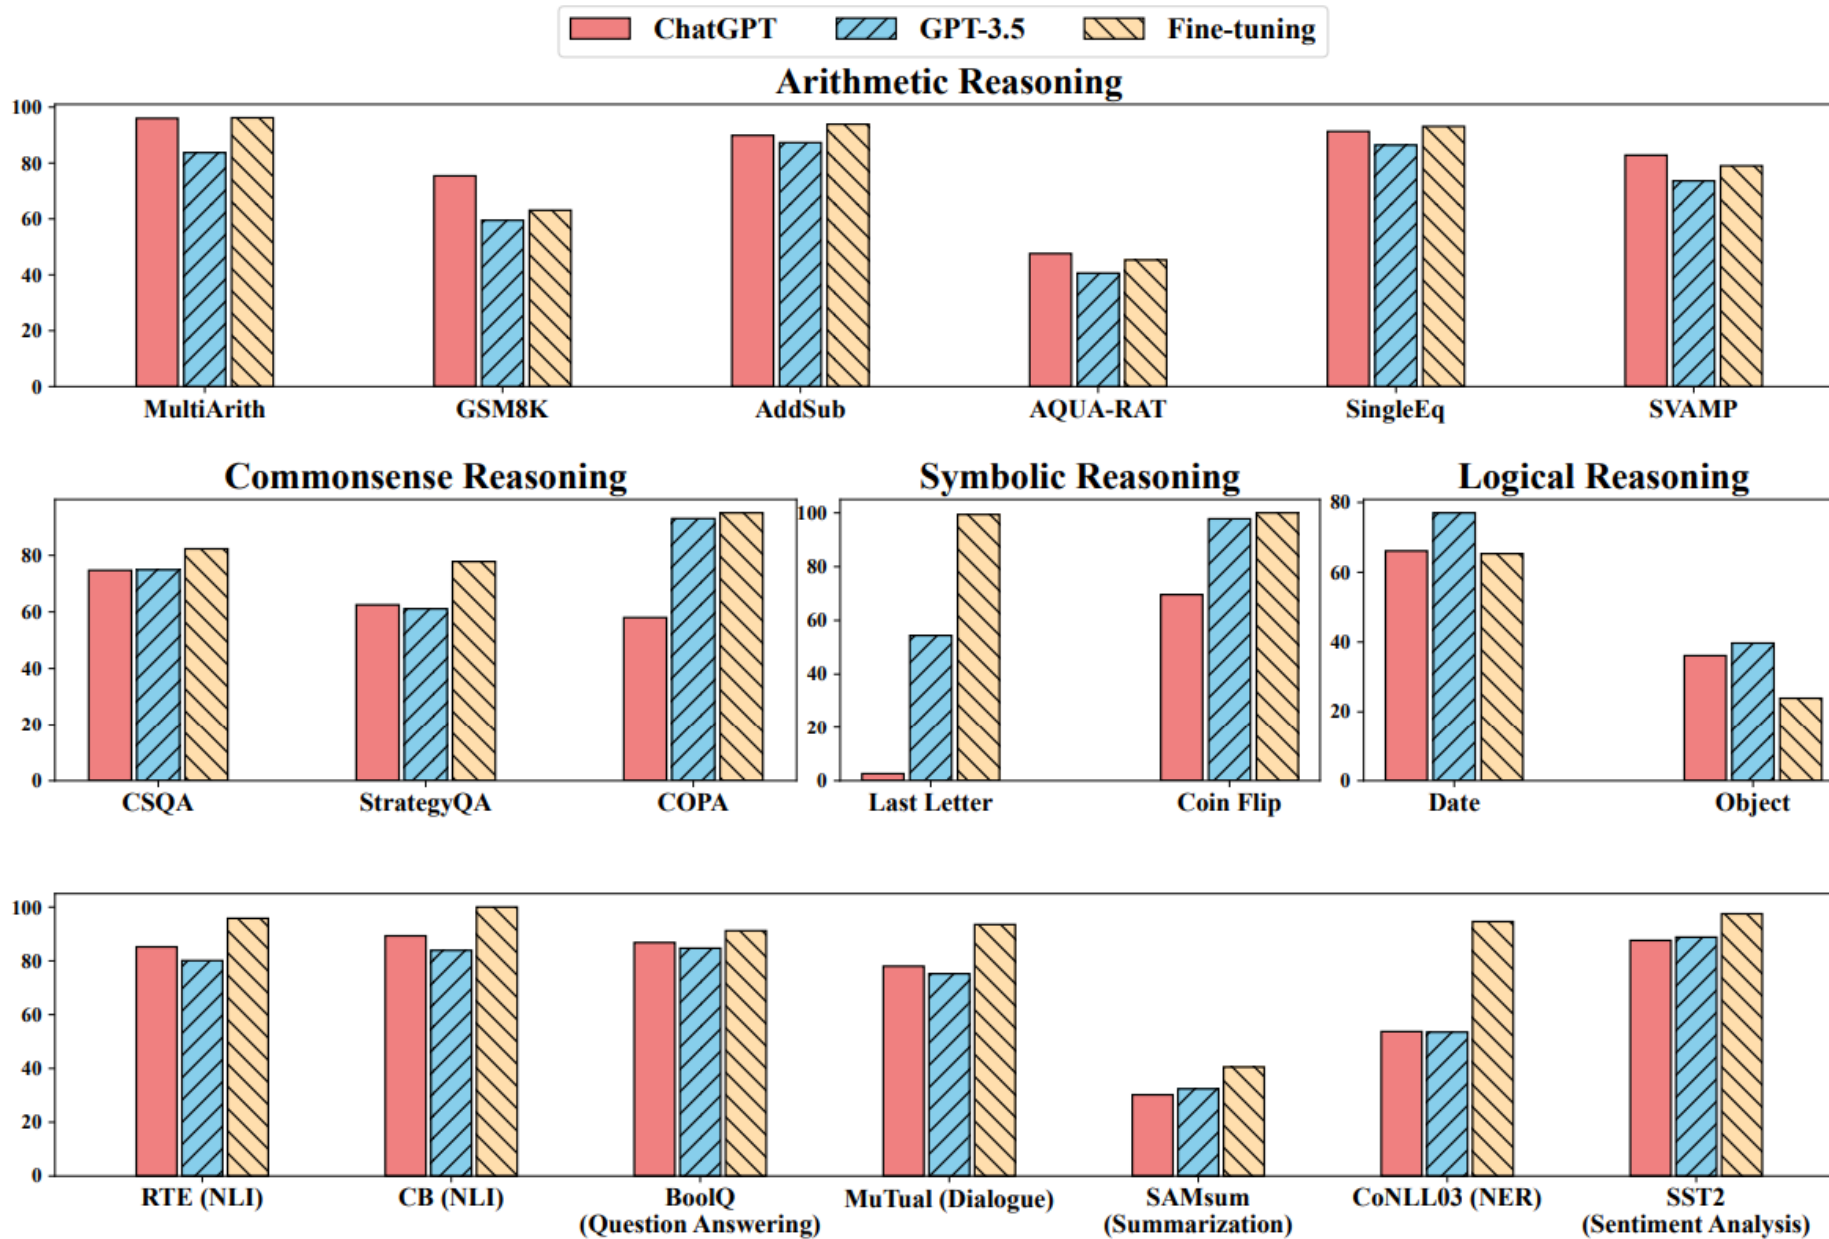 ChatGPT GPT-3.5 Fine-tuning
Arithmetic Reasoning
100
80
60
40
20
0
MultiArith GSM8K AddSub AQUA-RAT SingleEq SVAMP
Commonsense Reasoning
80
60
40
20
0
CSQA StrategyQA COPA
Symbolic Reasoning
100
80
60
40
20
0
Last Letter Coin Flip
Logical Reasoning
80
60
40
20
0
Date Object
100
80
60
40
20
0
RTE (NLI) CB (NLI) BoolQ MuTual (Dialogue) SAMsum CoNLL03 (NER) SST2
(Question Answering) (Summarization) (Sentiment Analysis)